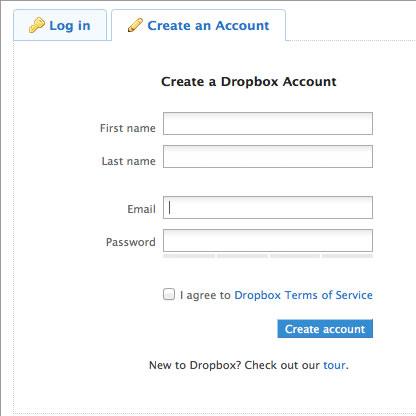 Log in
Create an Account
Create a Dropbox Account
First name
Last name
Email
Password
I agree to Dropbox Terms of Service
Create account
New to Dropbox? Check out our tour.